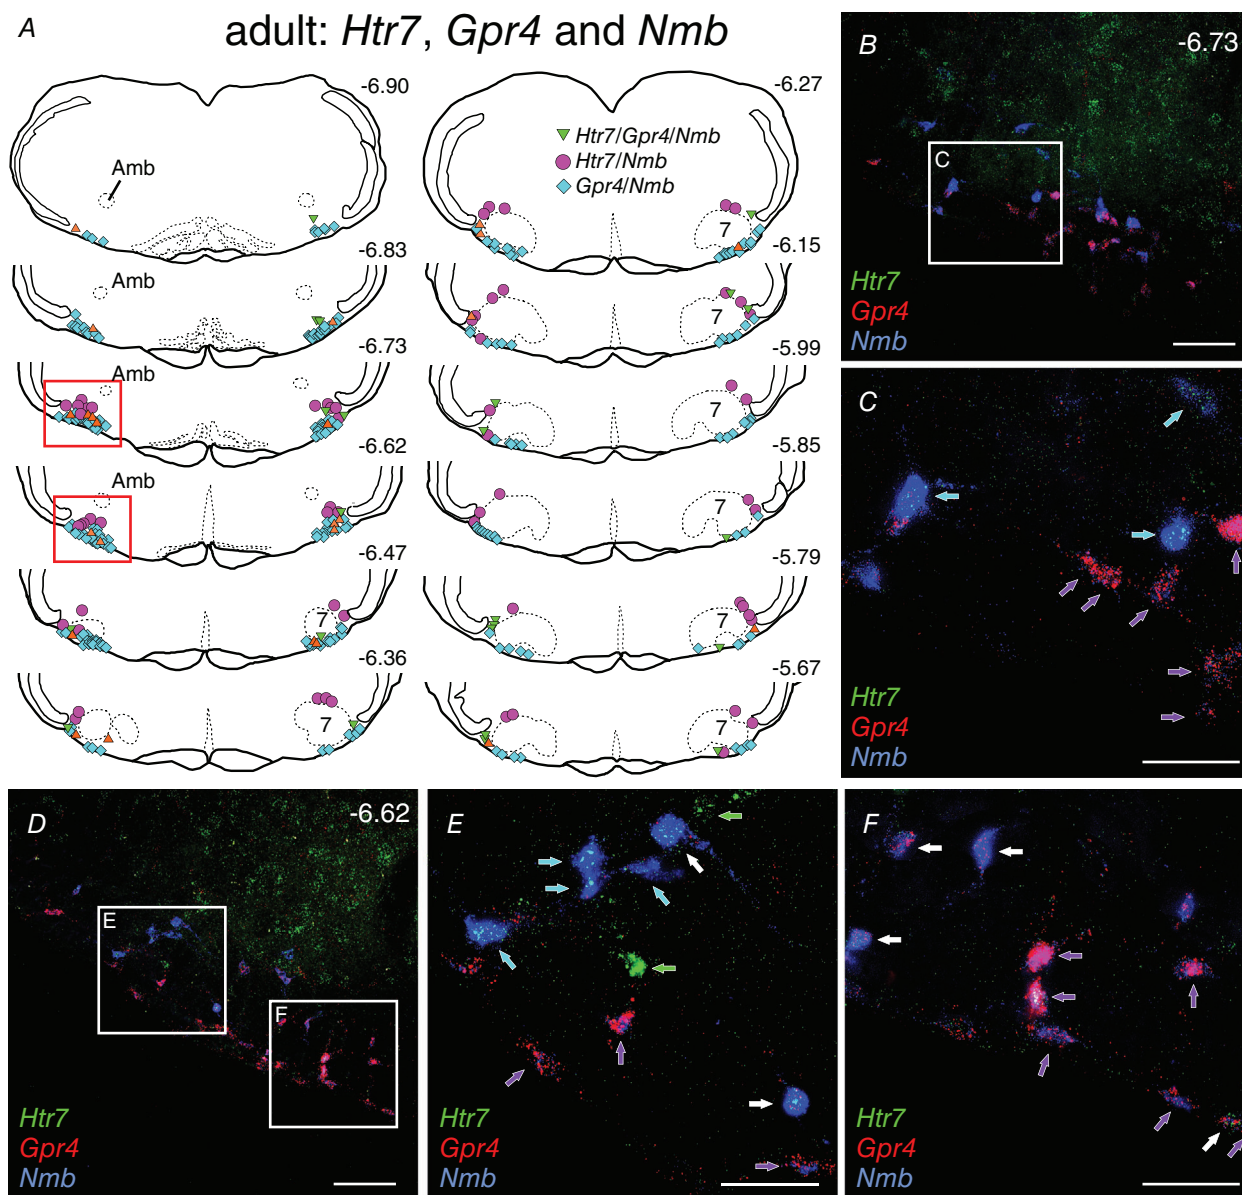 A
adult: Htr7, Gpr4 and Nmb
-6.90
Amb
-6.83
Amb
-6.73
Amb
-6.62
Amb
-6.47
7
-6.36
7
-6.27
Htr7/Gpr4/Nmb
Htr7/Nmb
Gpr4/Nmb
7
-6.15
7
-5.99
7
-5.85
7
-5.79
7
-5.67
7
B
-6.73
C
Htr7
Gpr4
Nmb
C
Htr7
Gpr4
Nmb
D
-6.62
E
F
Htr7
Gpr4
Nmb
E
Htr7
Gpr4
Nmb
F
Htr7
Gpr4
Nmb